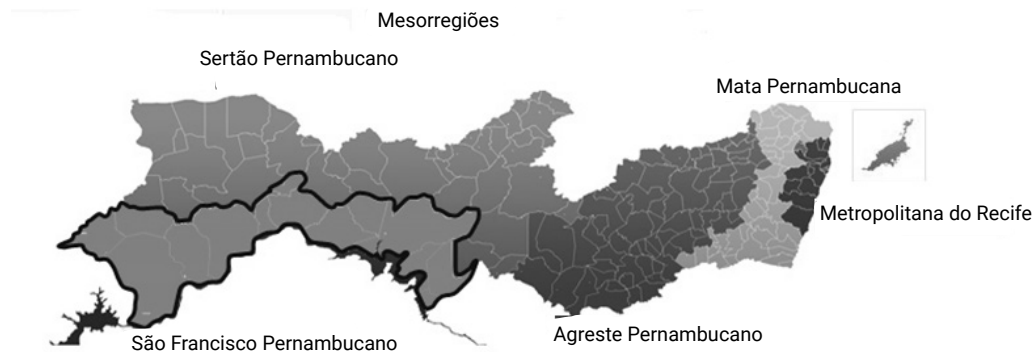 Mesorregiões
Sertão Pernambucano
Mata Pernambucana
Metropolitana do Recife
Agreste Pernambucano
São Francisco Pernambucano